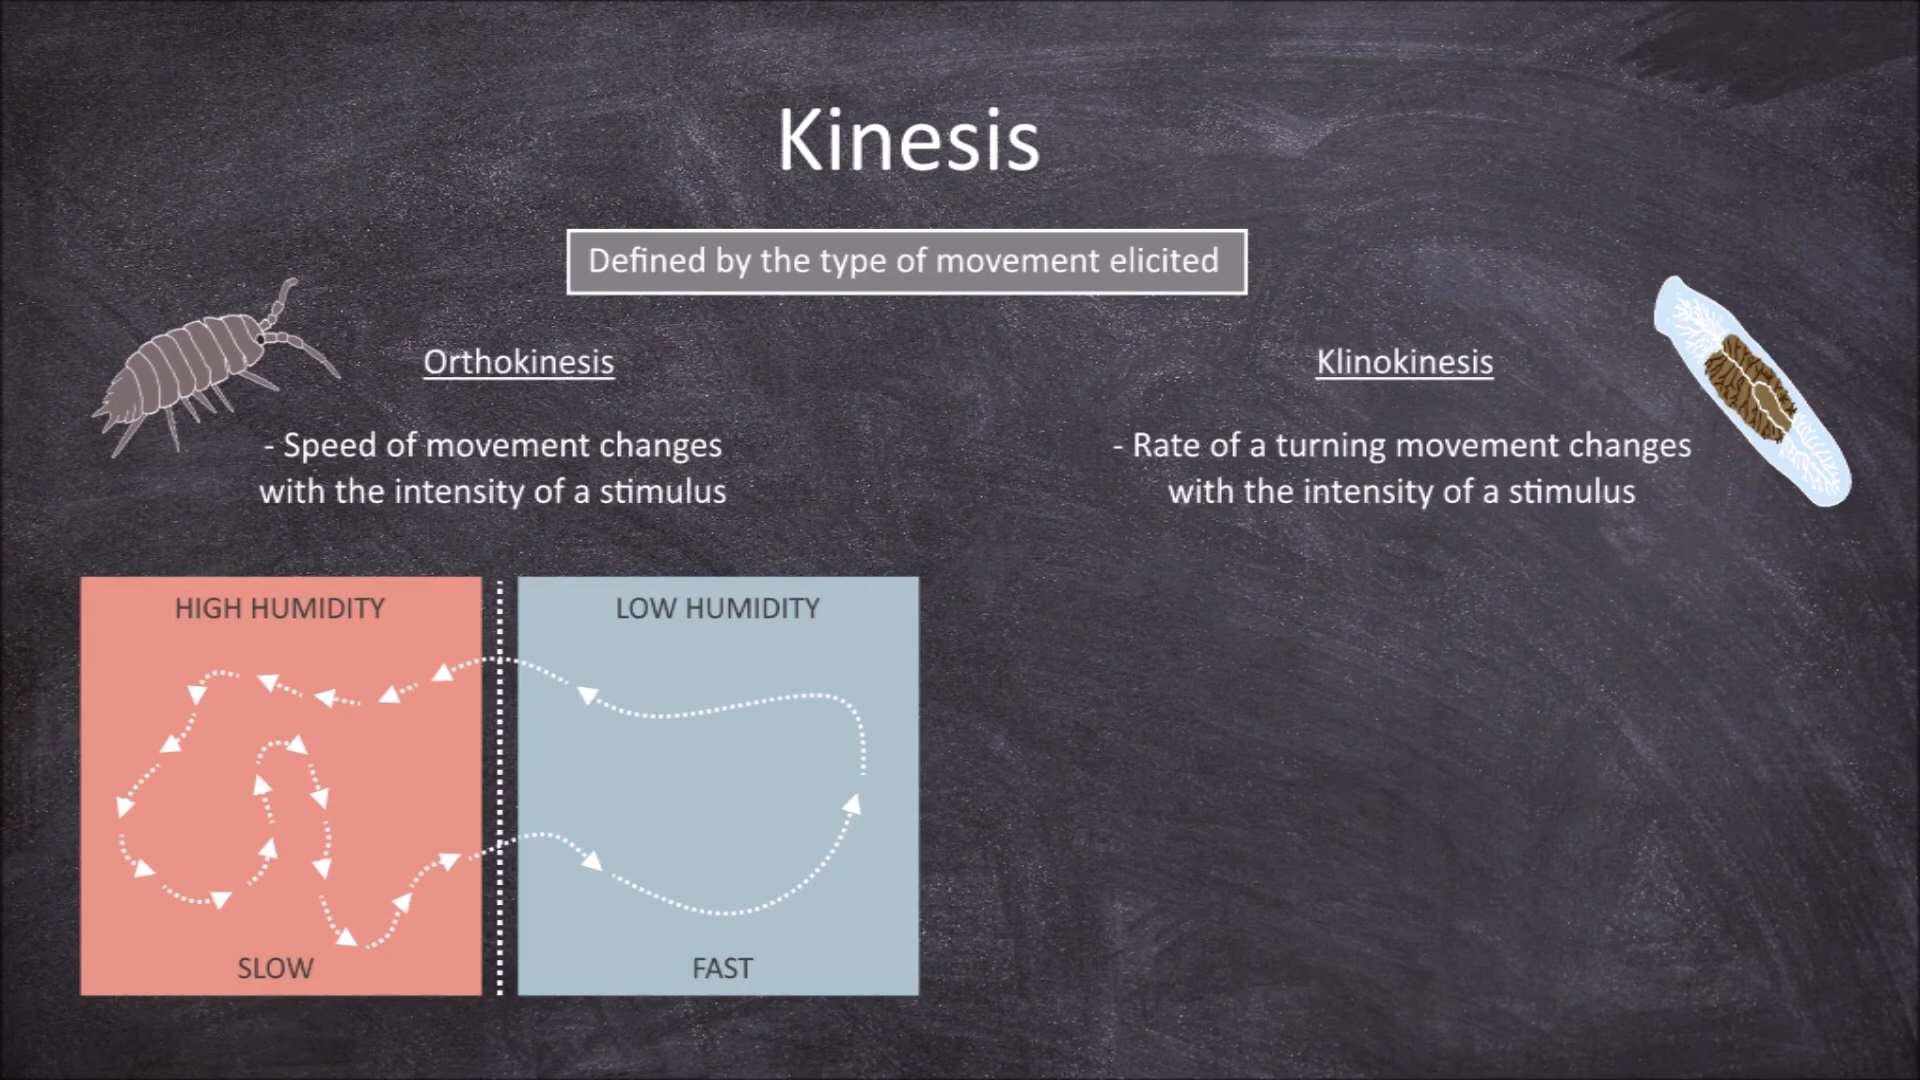 Kinesis
Defined by the type of movement elicited
Orthokinesis
- Speed of movement changes
with the intensity of a stimulus
Klinokinesis
- Rate of a turning movement changes
with the intensity of a stimulus
HIGH HUMIDITY
LOW HUMIDITY
SLOW
FAST